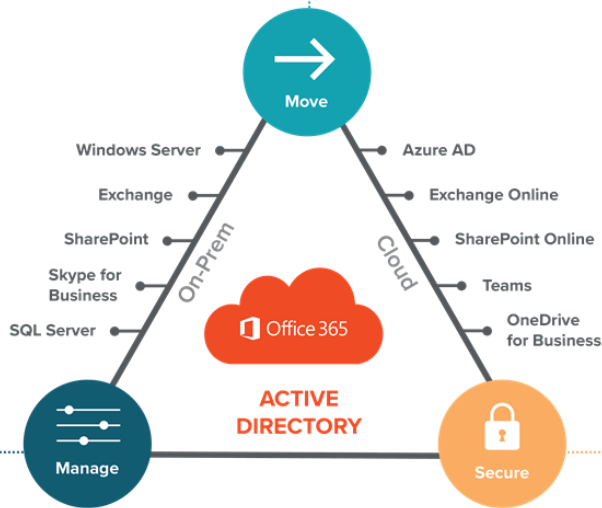 Move
Windows Server
Exchange
SharePoint
Skype for
Business
SQL Server
On-Prem
Azure AD
Exchange Online
SharePoint Online
Teams
OneDrive
for Business
Cloud
Office 365
ACTIVE
DIRECTORY
Manage
Secure